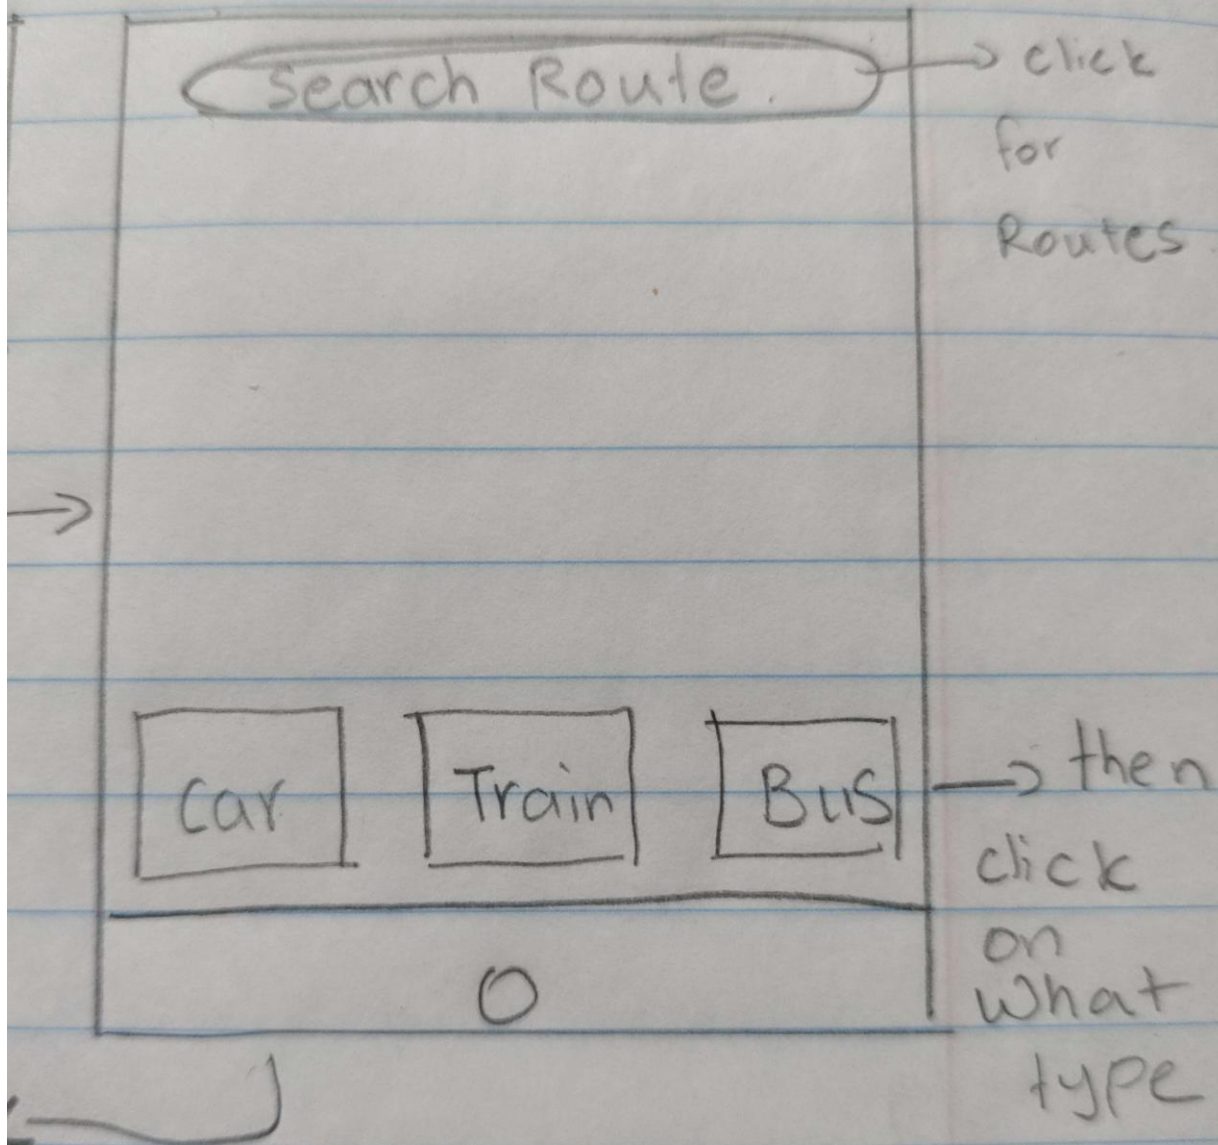 Search Route.
click
for
Routes
Car
Train
Bus
then
click
on
what
type